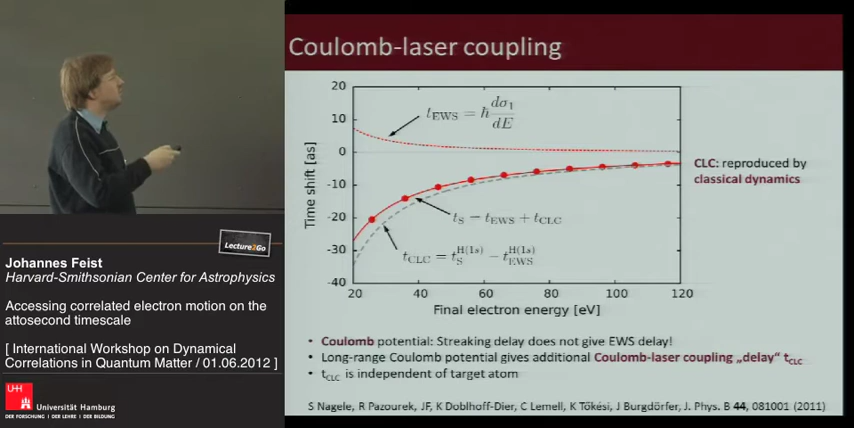 Coulomb-laser coupling
20
10
0
-10
-20
-30
-40
20
40
60
80
100
120
Time shift [as]
Final electron energy [eV]
t_EWS = ℏ dσ₁/dE
t_S − t_EWS + t_CLC
t_CLC = t_S^H(1s) − t_EWS^H(1s)
CLC: reproduced by
classical dynamics
• Coulomb potential: Streaking delay does not give EWS delay!
• Long-range Coulomb potential gives additional Coulomb-laser coupling „delay“ t_CLC
• t_CLC is independent of target atom
S Nagele, R Pazourek, JF, K Doblhoff-Dier, C Lemell, K Tőkési, J Burgdörfer, J. Phys. B 44, 081001 (2011)
Lecture2Go
Johannes Feist
Harvard-Smithsonian Center for Astrophysics
Accessing correlated electron motion on the
attosecond timescale
[ International Workshop on Dynamical
Correlations in Quantum Matter / 01.06.2012 ]
UH
Universität Hamburg
DER FORSCHUNG | DER LEHRE | DER BILDUNG